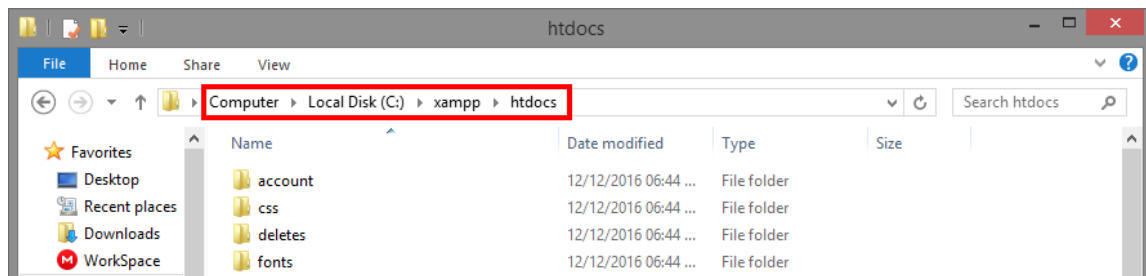 htdocs
File Home Share View
Computer Local Disk (C:) xampp htdocs Search htdocs
Favorites Name Date modified Type Size
Desktop account 12/12/2016 06:44 ... File folder
Recent places css 12/12/2016 06:44 ... File folder
Downloads deletes 12/12/2016 06:44 ... File folder
WorkSpace fonts 12/12/2016 06:44 ... File folder